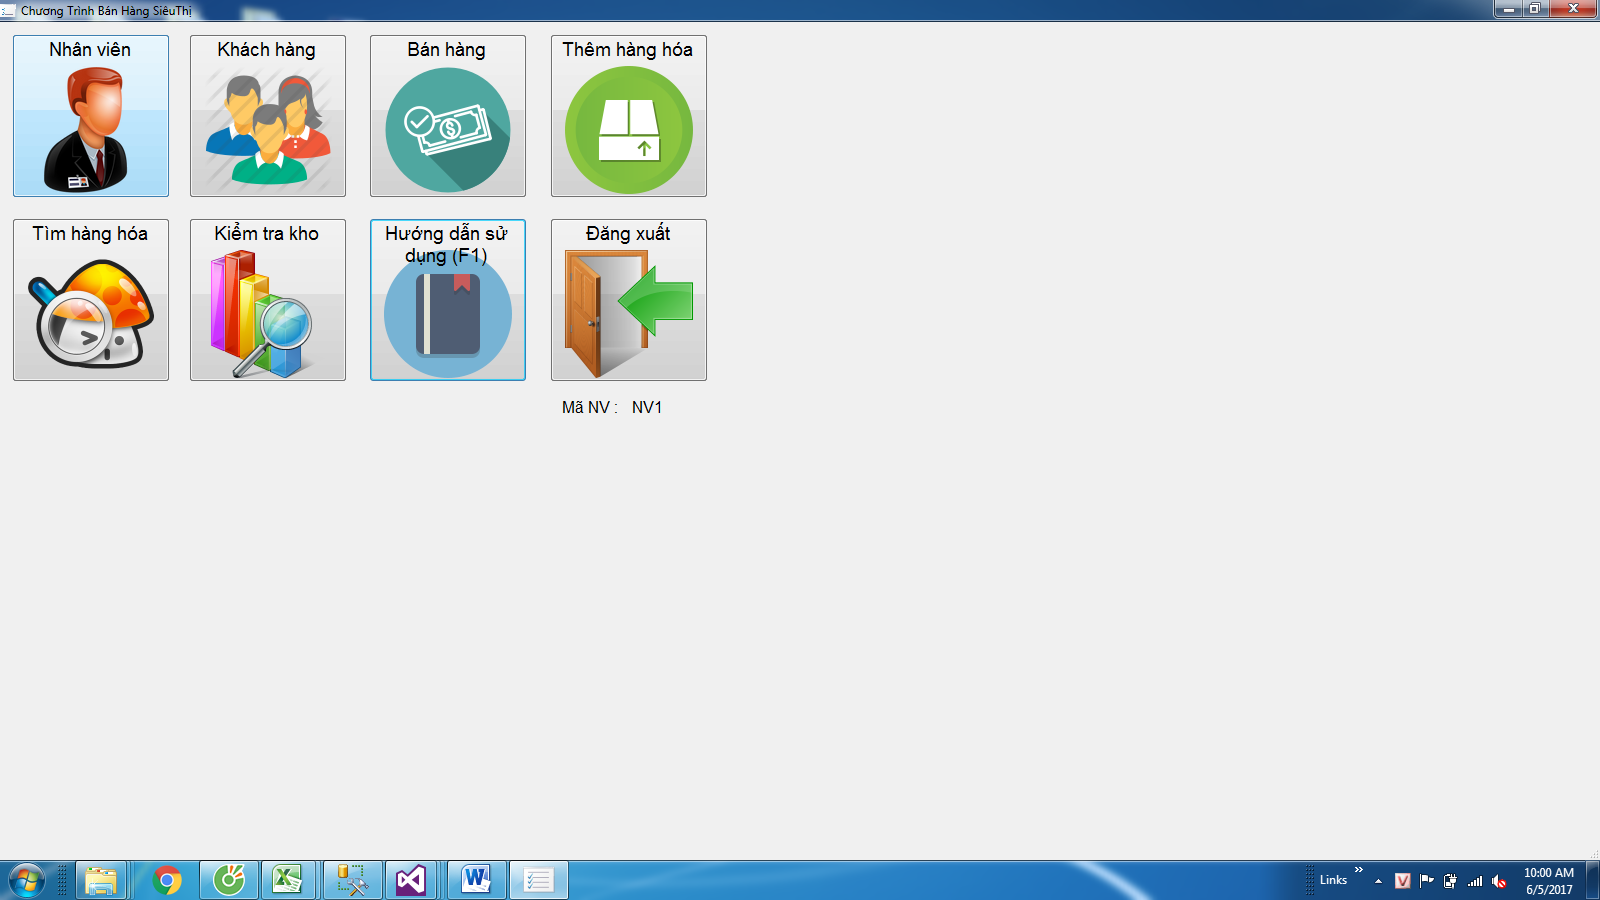 Chương Trình Bán Hàng SiêuThị
Nhân viên
Khách hàng
Bán hàng
Thêm hàng hóa
Tìm hàng hóa
Kiểm tra kho
Hướng dẫn sử
dụng (F1)
Đăng xuất
Mã NV : NV1
Links
10:00 AM
6/5/2017